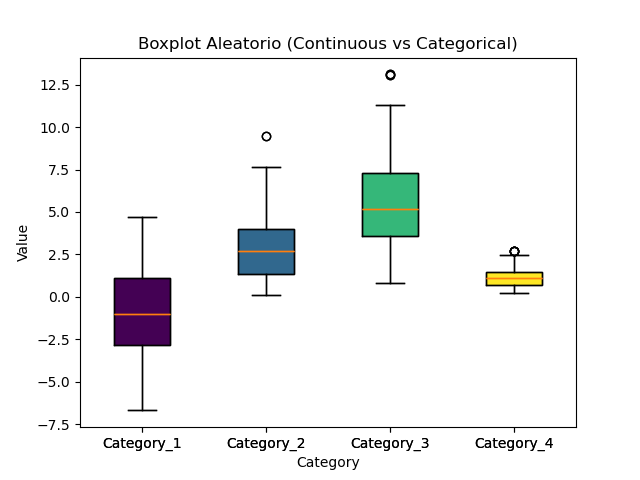 Boxplot Aleatorio (Continuous vs Categorical)
12.5
10.0
7.5
5.0
2.5
0.0
−2.5
−5.0
−7.5
Value
Category_1 Category_2 Category_3 Category_4
Category